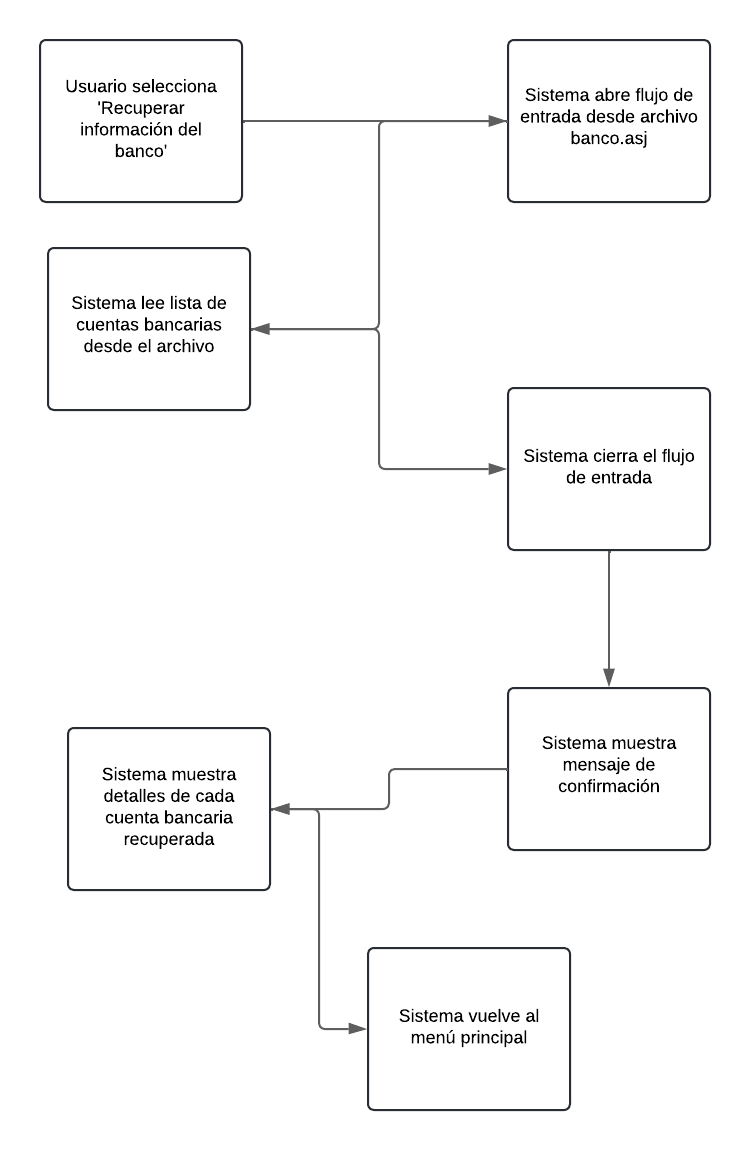 Usuario selecciona
'Recuperar
información del
banco'
Sistema abre flujo de
entrada desde archivo
banco.asj
Sistema lee lista de
cuentas bancarias
desde el archivo
Sistema cierra el flujo
de entrada
Sistema muestra
mensaje de
confirmación
Sistema muestra
detalles de cada
cuenta bancaria
recuperada
Sistema vuelve al
menú principal